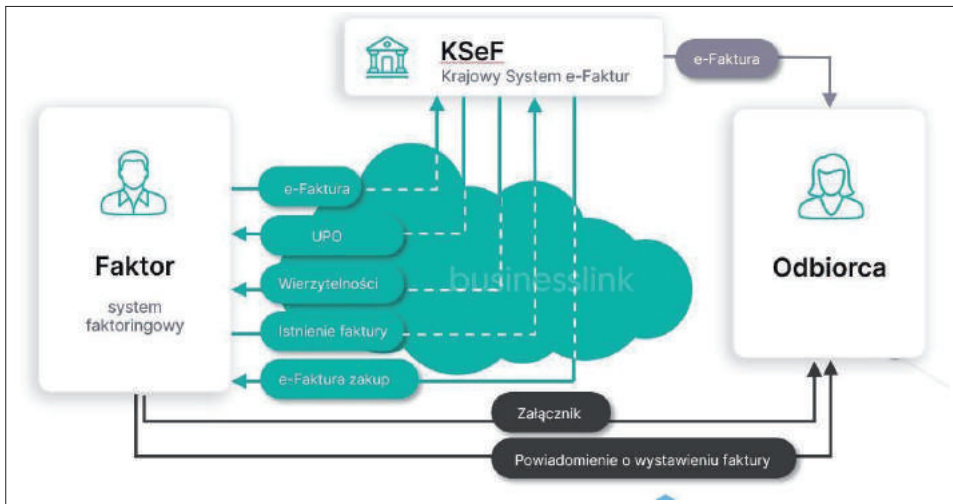 KSeF
Krajowy System e-Faktur
e-Faktura
Faktor
system
faktoringowy
e-Faktura
UPO
Wierzytelności
Istnienie faktury
e-Faktura zakup
businesslink
Odbiorca
Załącznik
Powiadomienie o wystawieniu faktury